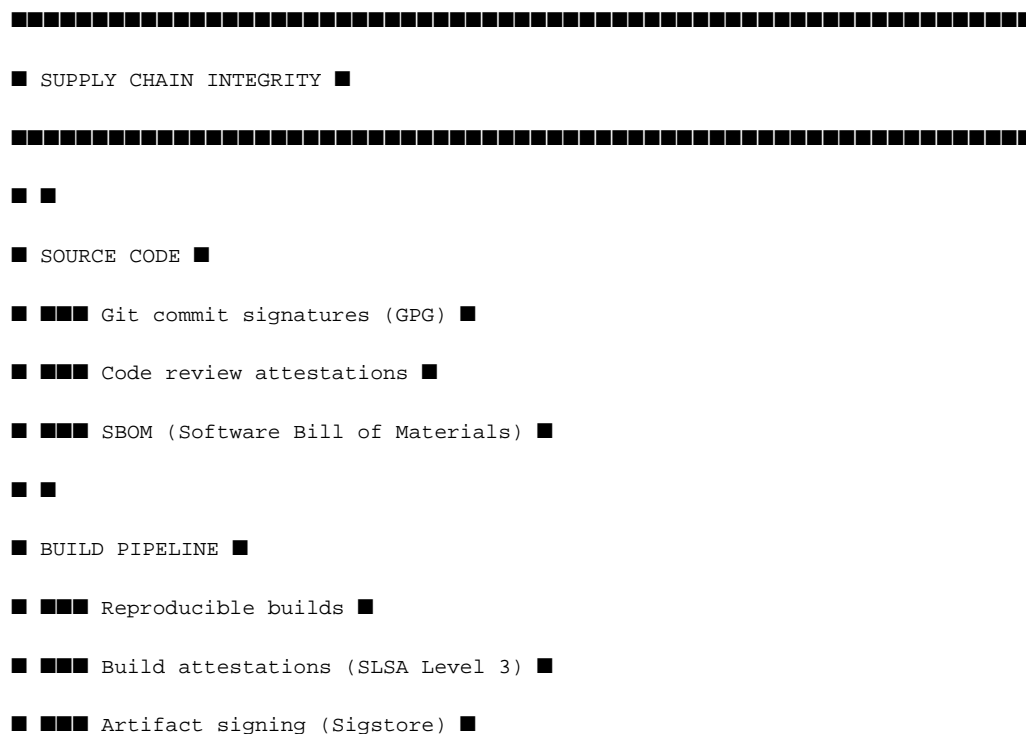 ■■■■■■■■■■■■■■■■■■■■■■■■■■■■■■■■■■■■■■■■■■■■■■■■■■■■■■■■■■■■■■■
■ SUPPLY CHAIN INTEGRITY ■
■■■■■■■■■■■■■■■■■■■■■■■■■■■■■■■■■■■■■■■■■■■■■■■■■■■■■■■■■■■■■■■
■ ■
■ SOURCE CODE ■
■ ■■■ Git commit signatures (GPG) ■
■ ■■■ Code review attestations ■
■ ■■■ SBOM (Software Bill of Materials) ■
■ ■
■ BUILD PIPELINE ■
■ ■■■ Reproducible builds ■
■ ■■■ Build attestations (SLSA Level 3) ■
■ ■■■ Artifact signing (Sigstore) ■